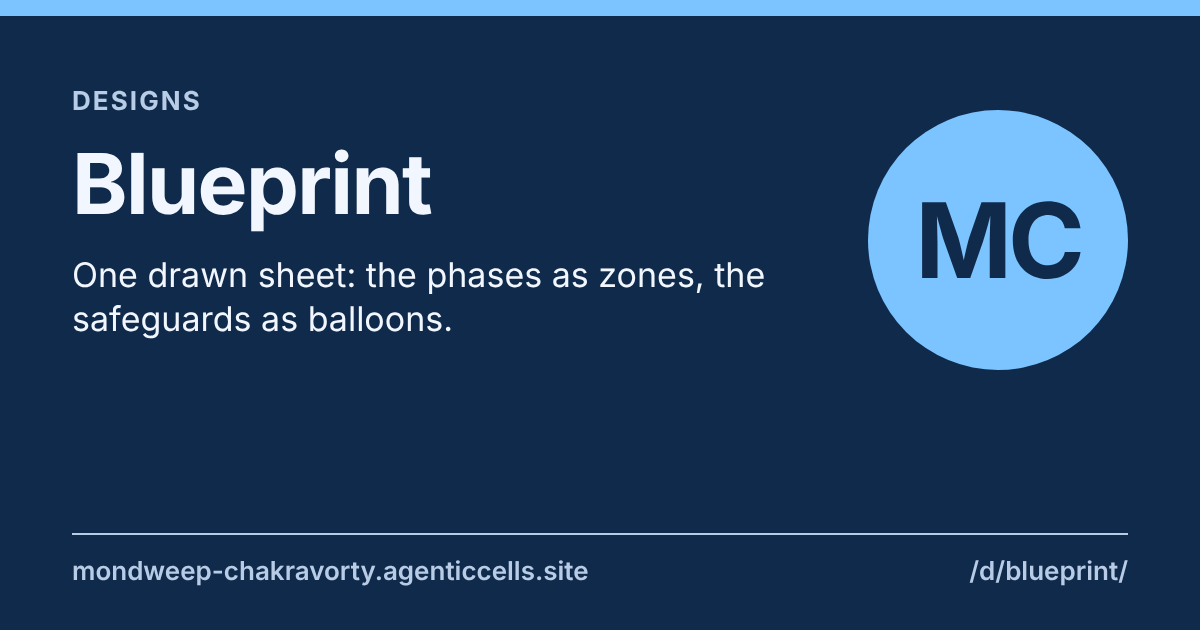 DESIGNS
Blueprint
One drawn sheet: the phases as zones, the
safeguards as balloons.
MC
mondweep-chakravorty.agenticcells.site
/d/blueprint/